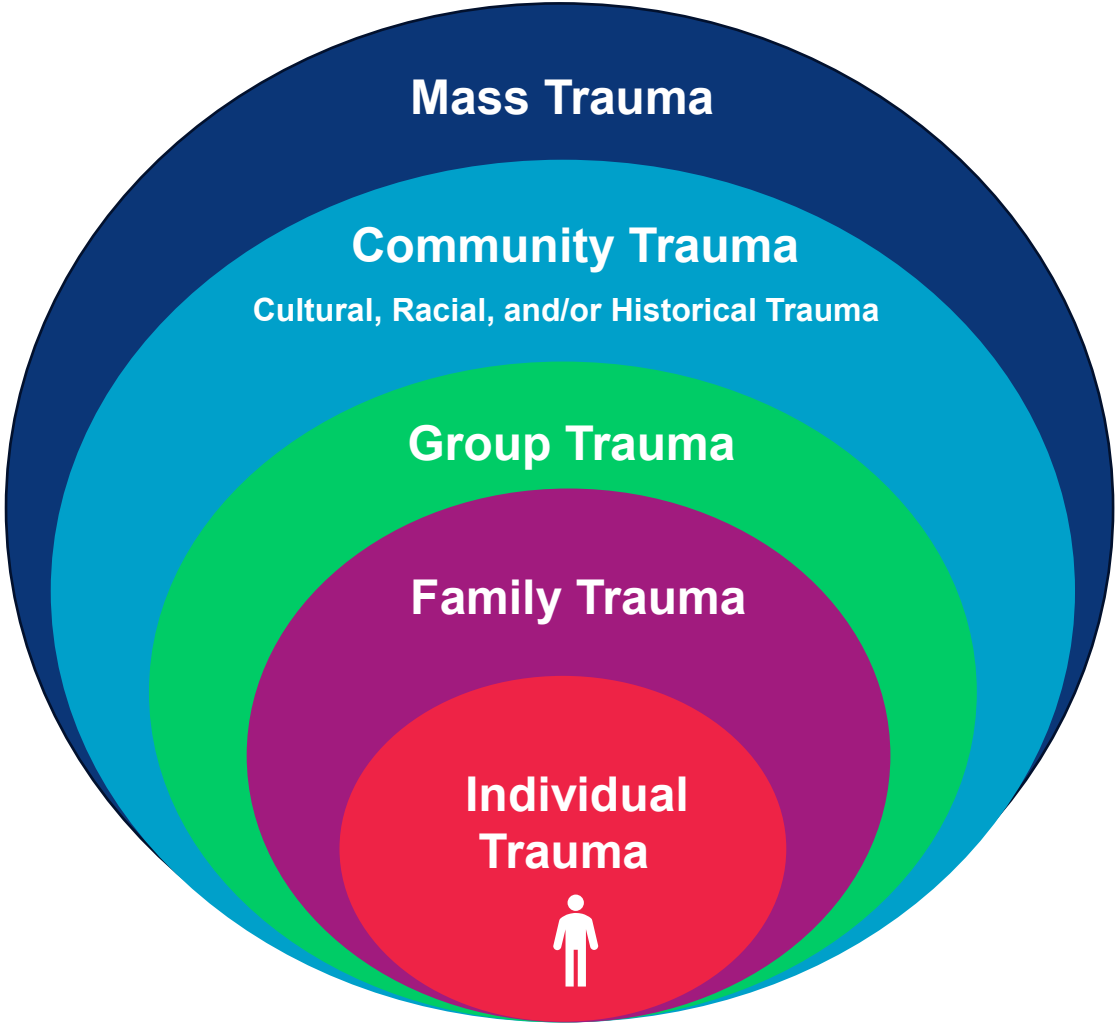 Mass Trauma
Community Trauma
Cultural, Racial, and/or Historical Trauma
Group Trauma
Family Trauma
Individual
Trauma